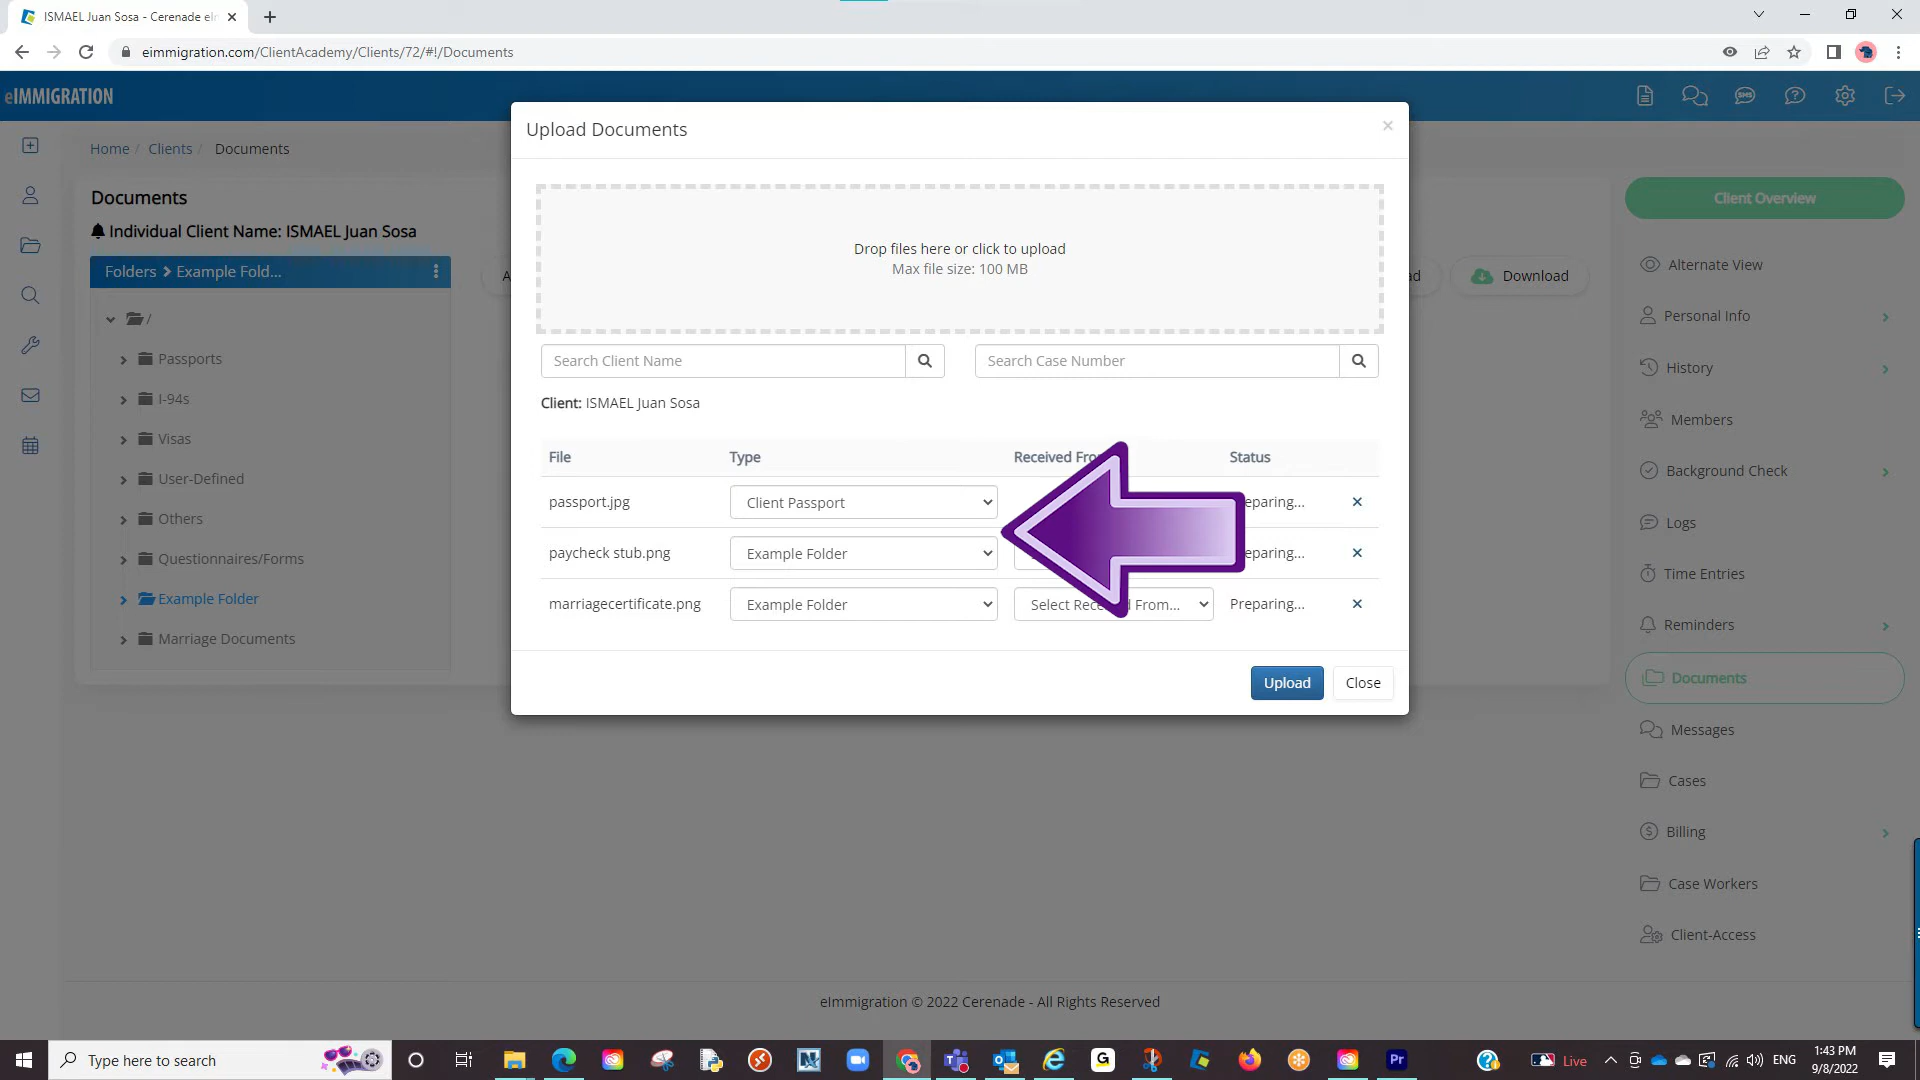 ISMAEL Juan Sosa - Cerenade eIn
eimmigration.com/ClientAcademy/Clients/72/#!/Documents
eIMMIGRATION
SMS
Home / Clients / Documents
Documents
Individual Client Name: ISMAEL Juan Sosa
Folders > Example Fold...
/
Passports
I-94s
Visas
User-Defined
Others
Questionnaires/Forms
Example Folder
Marriage Documents
Upload Documents
×
Drop files here or click to upload
Max file size: 100 MB
Search Client Name
Search Case Number
Client: ISMAEL Juan Sosa
File Type Received Fro Status
passport.jpg Client Passport eparing...
paycheck stub.png Example Folder eparing...
marriagecertificate.png Example Folder Select Rece From... Preparing...
Upload
Close
A
ad
Download
Client Overview
Alternate View
Personal Info
History
Members
Background Check
Logs
Time Entries
Reminders
Documents
Messages
Cases
Billing
Case Workers
Client-Access
eImmigration © 2022 Cerenade - All Rights Reserved
Type here to search
G
Pr
Live
ENG
1:43 PM
9/8/2022